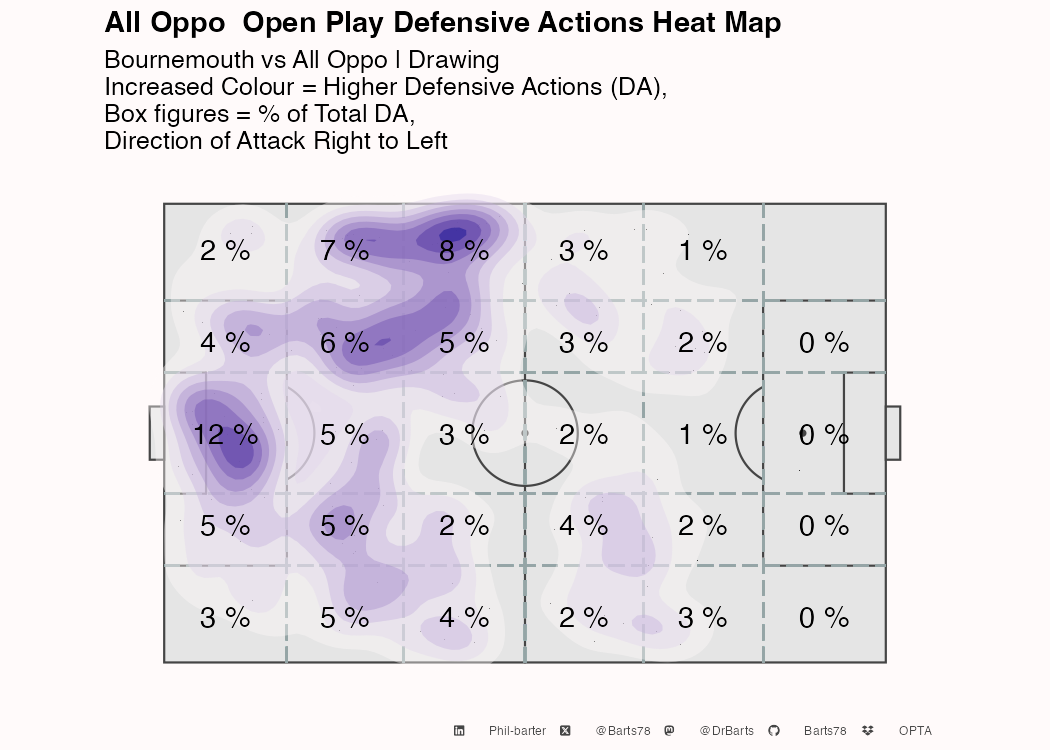 All Oppo  Open Play Defensive Actions Heat Map
Bournemouth vs All Oppo | Drawing
Increased Colour = Higher Defensive Actions (DA),
Box figures = % of Total DA,
Direction of Attack Right to Left
2 % 7 % 8 % 3 % 1 %
4 % 6 % 5 % 3 % 2 % 0 %
12 % 5 % 3 % 2 % 1 % 0 %
5 % 5 % 2 % 4 % 2 % 0 %
3 % 5 % 4 % 2 % 3 % 0 %
Phil-barter @Barts78 @DrBarts Barts78 OPTA